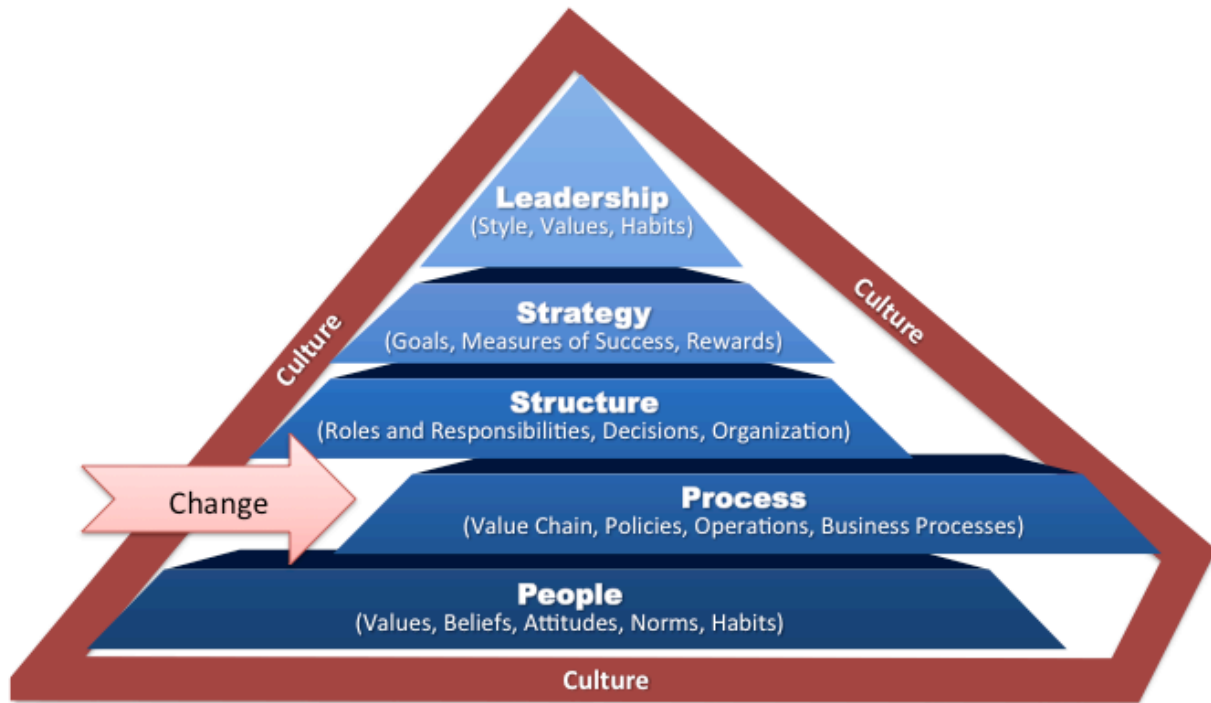 Leadership
(Style, Values, Habits)
Strategy
(Goals, Measures of Success, Rewards)
Culture
Culture
Structure
(Roles and Responsibilities, Decisions, Organization)
Change
Process
(Value Chain, Policies, Operations, Business Processes)
People
(Values, Beliefs, Attitudes, Norms, Habits)
Culture